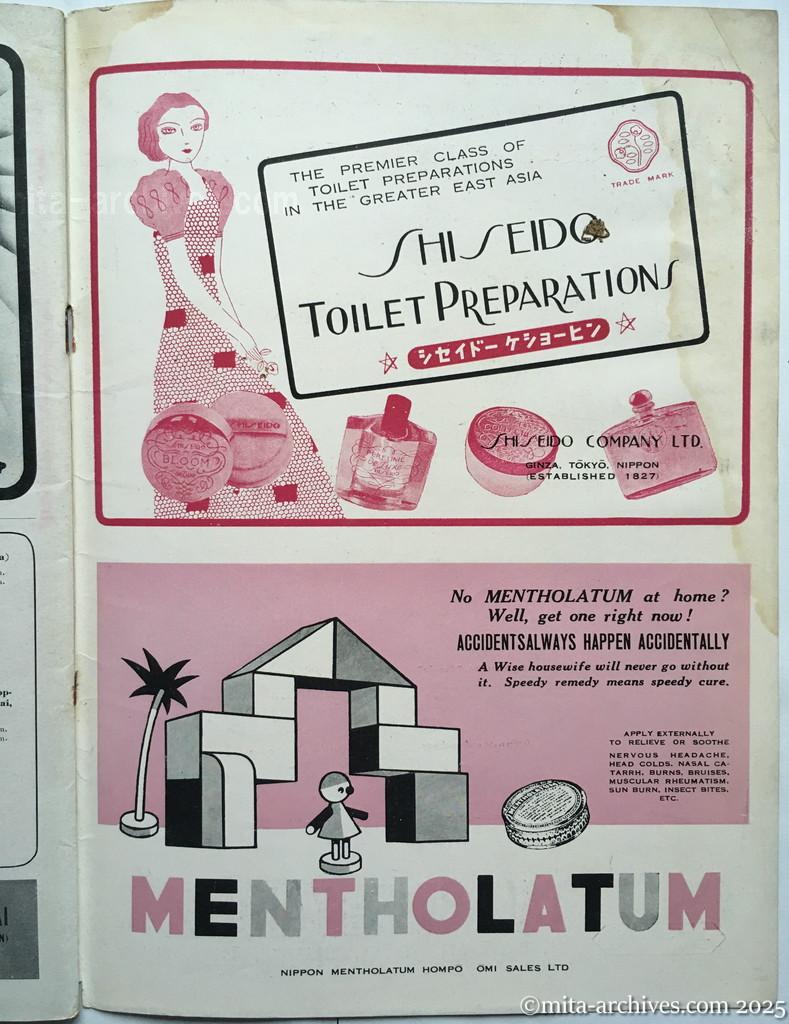 THE PREMIER CLASS OF
TOILET PREPARATIONS
IN THE GREATER EAST ASIA
TRADE MARK
SHISEIDO
TOILET PREPARATIONS
シセイドーケショーヒン
SHISEIDO
BLOOM
SHISEIDO
SHISEIDO COMPANY LTD.
GINZA, TŌKYŌ, NIPPON
(ESTABLISHED 1827)
No MENTHOLATUM at home?
Well, get one right now!
ACCIDENTSALWAYS HAPPEN ACCIDENTALLY
A Wise housewife will never go without
it. Speedy remedy means speedy cure.
APPLY EXTERNALLY
TO RELIEVE OR SOOTHE
NERVOUS HEADACHE,
HEAD COLDS, NASAL CA-
TARRH, BURNS, BRUISES,
MUSCULAR RHEUMATISM,
SUN BURN, INSECT BITES,
ETC.
MENTHOLATUM
NIPPON MENTHOLATUM HOMPO ŌMI SALES LTD
©mita-archives.com 2025